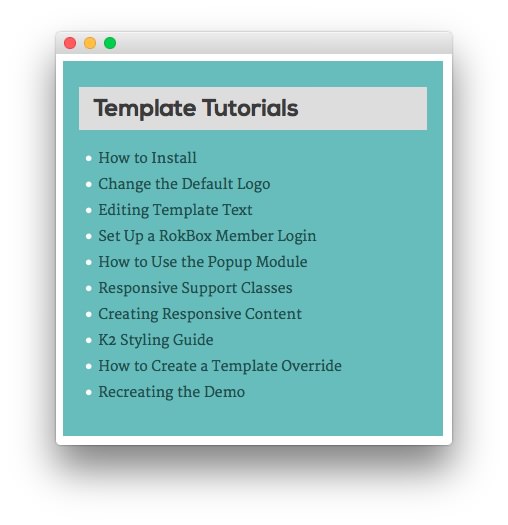 Template Tutorials
How to Install
Change the Default Logo
Editing Template Text
Set Up a RokBox Member Login
How to Use the Popup Module
Responsive Support Classes
Creating Responsive Content
K2 Styling Guide
How to Create a Template Override
Recreating the Demo